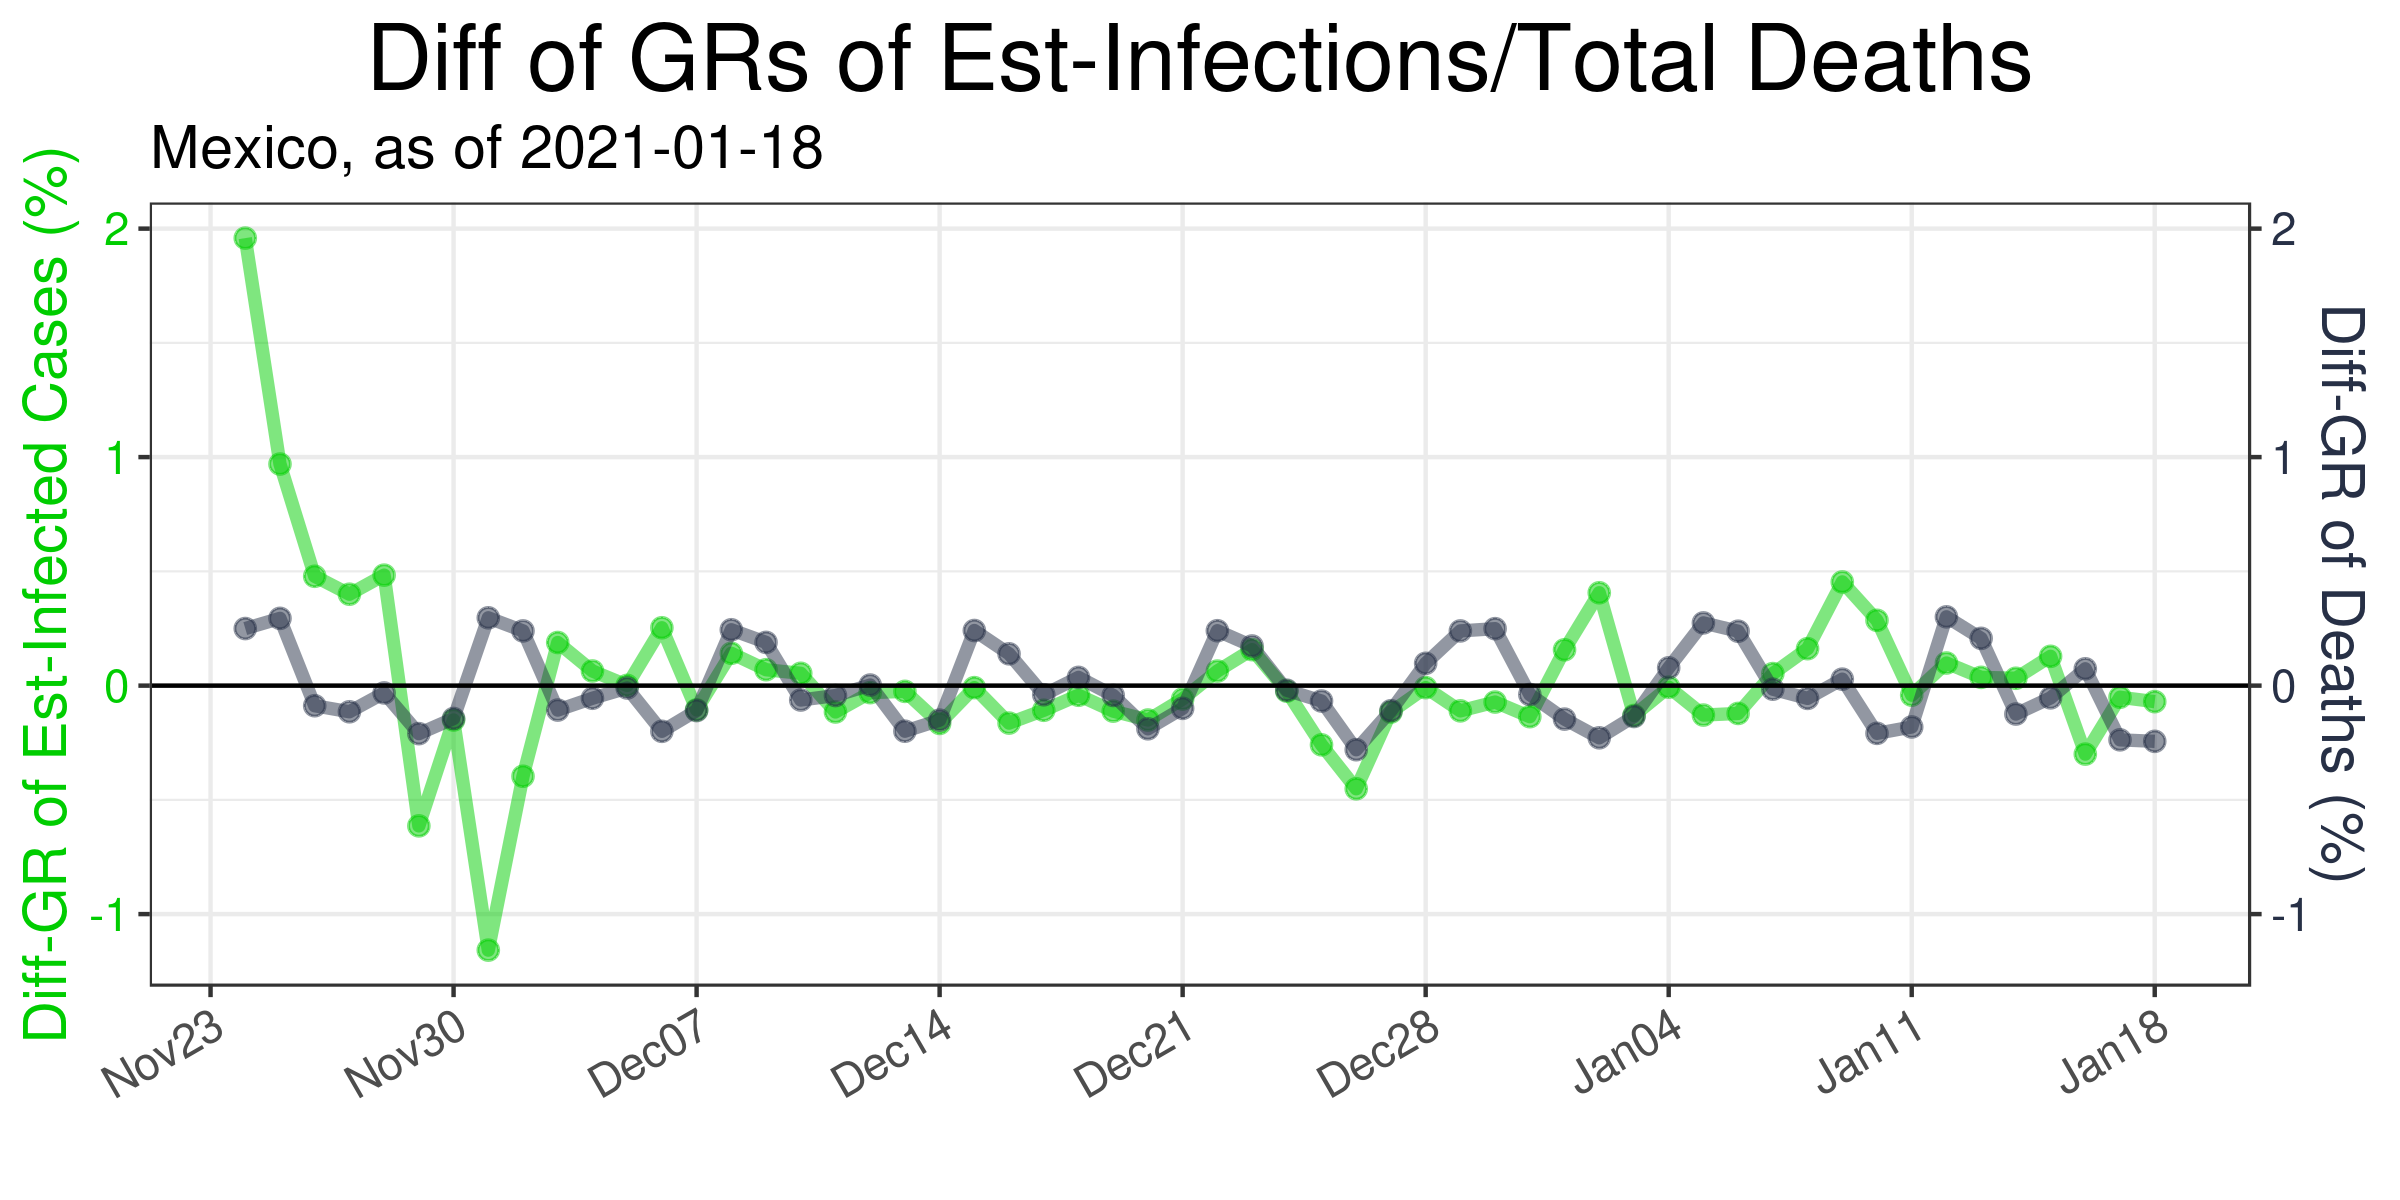 Diff of GRs of Est-Infections/Total Deaths
Mexico, as of 2021-01-18
Diff-GR of Est-Infected Cases (%)
2
1
0
-1
2
1
0
-1
Diff-GR of Deaths (%)
Nov23
Nov30
Dec07
Dec14
Dec21
Dec28
Jan04
Jan11
Jan18